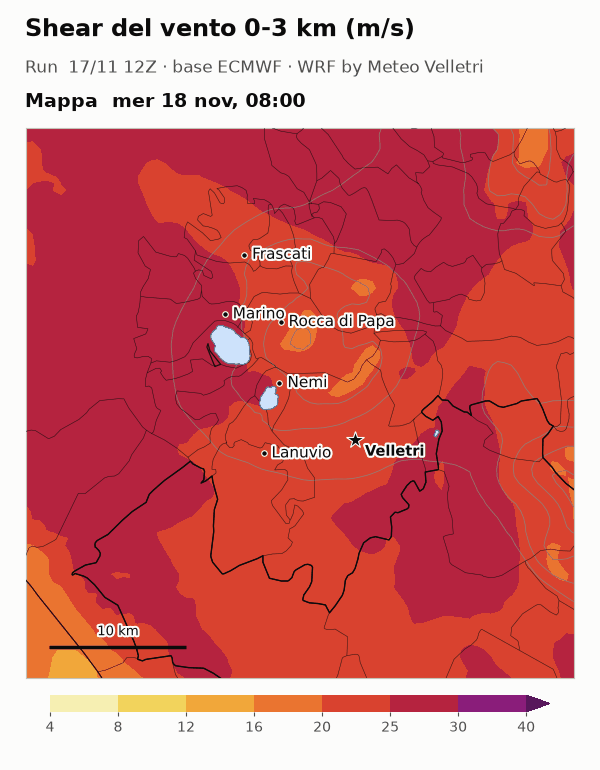 Shear del vento 0-3 km (m/s)
Run  17/11 12Z · base ECMWF · WRF by Meteo Velletri
Mappa  mer 18 nov, 08:00
Frascati
Marino
Rocca di Papa
Nemi
Velletri
Lanuvio
10 km
4 8 12 16 20 25 30 40